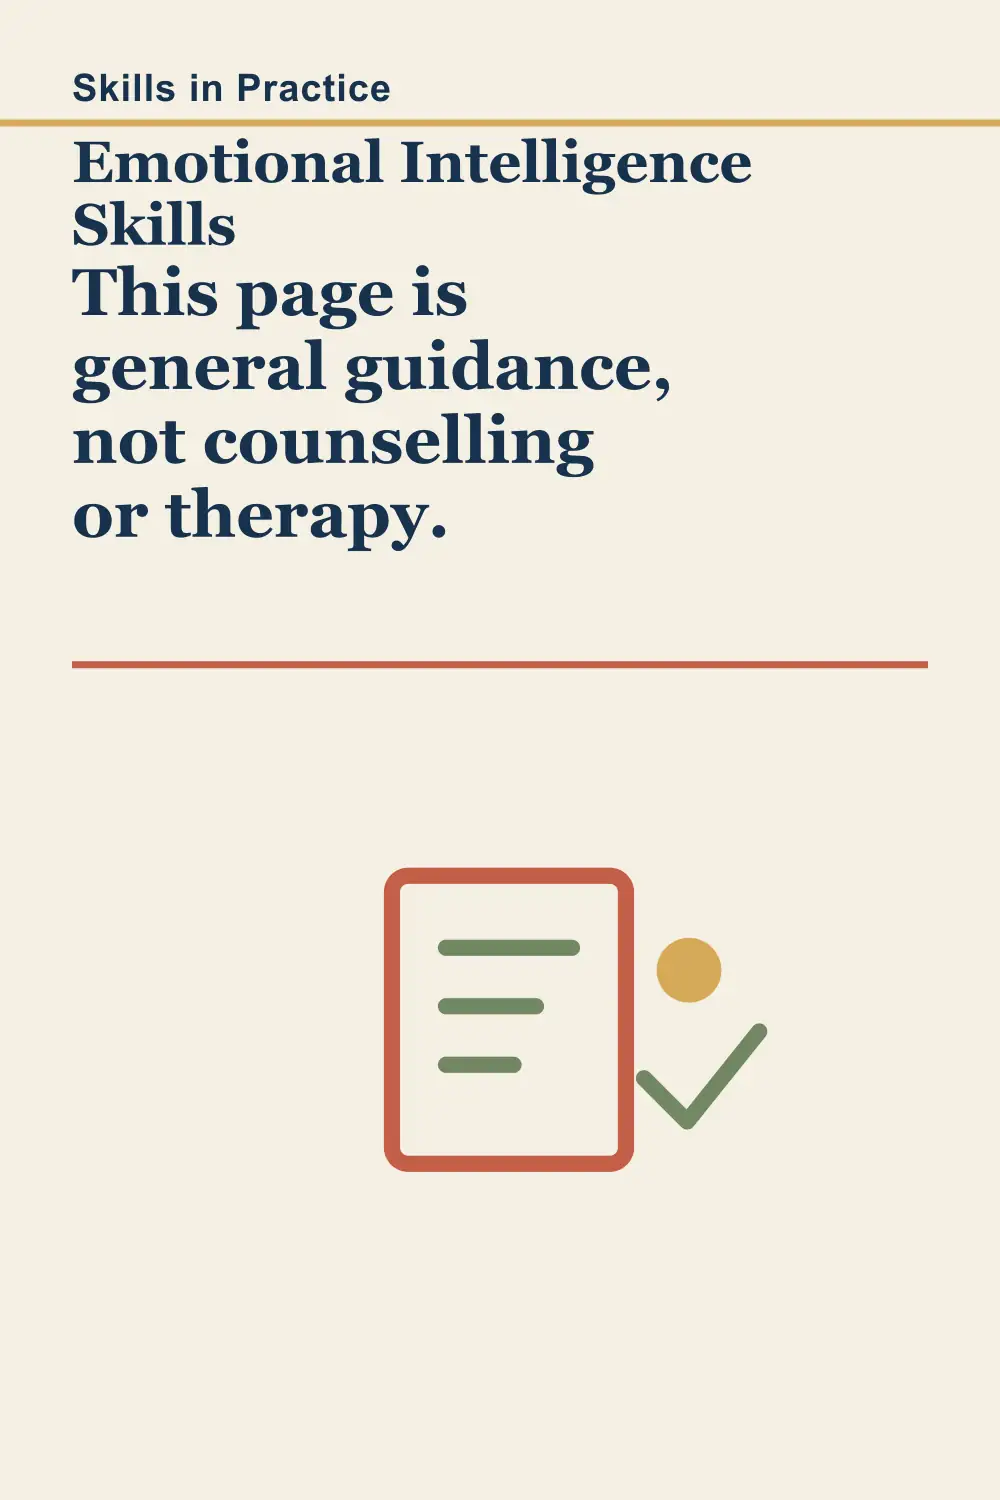 Skills in Practice
Emotional Intelligence
Skills
This page is
general guidance,
not counselling
or therapy.